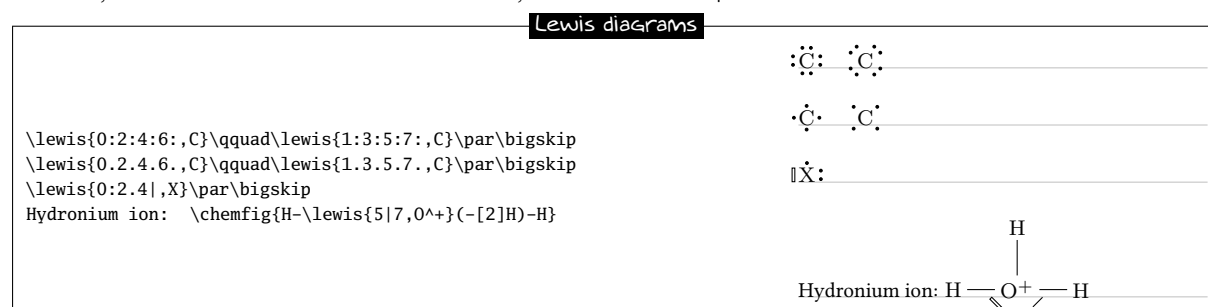 Lewis diagrams
\lewis{0:2:4:6:,C}\qquad\lewis{1:3:5:7:,C}\par\bigskip
\lewis{0.2.4.6.,C}\qquad\lewis{1.3.5.7.,C}\par\bigskip
\lewis{0:2.4|,X}\par\bigskip
Hydronium ion: \chemfig{H-\lewis{5|7,O^+}(-[2]H)-H}
C C
C C
X
H
Hydronium ion: H O+ H